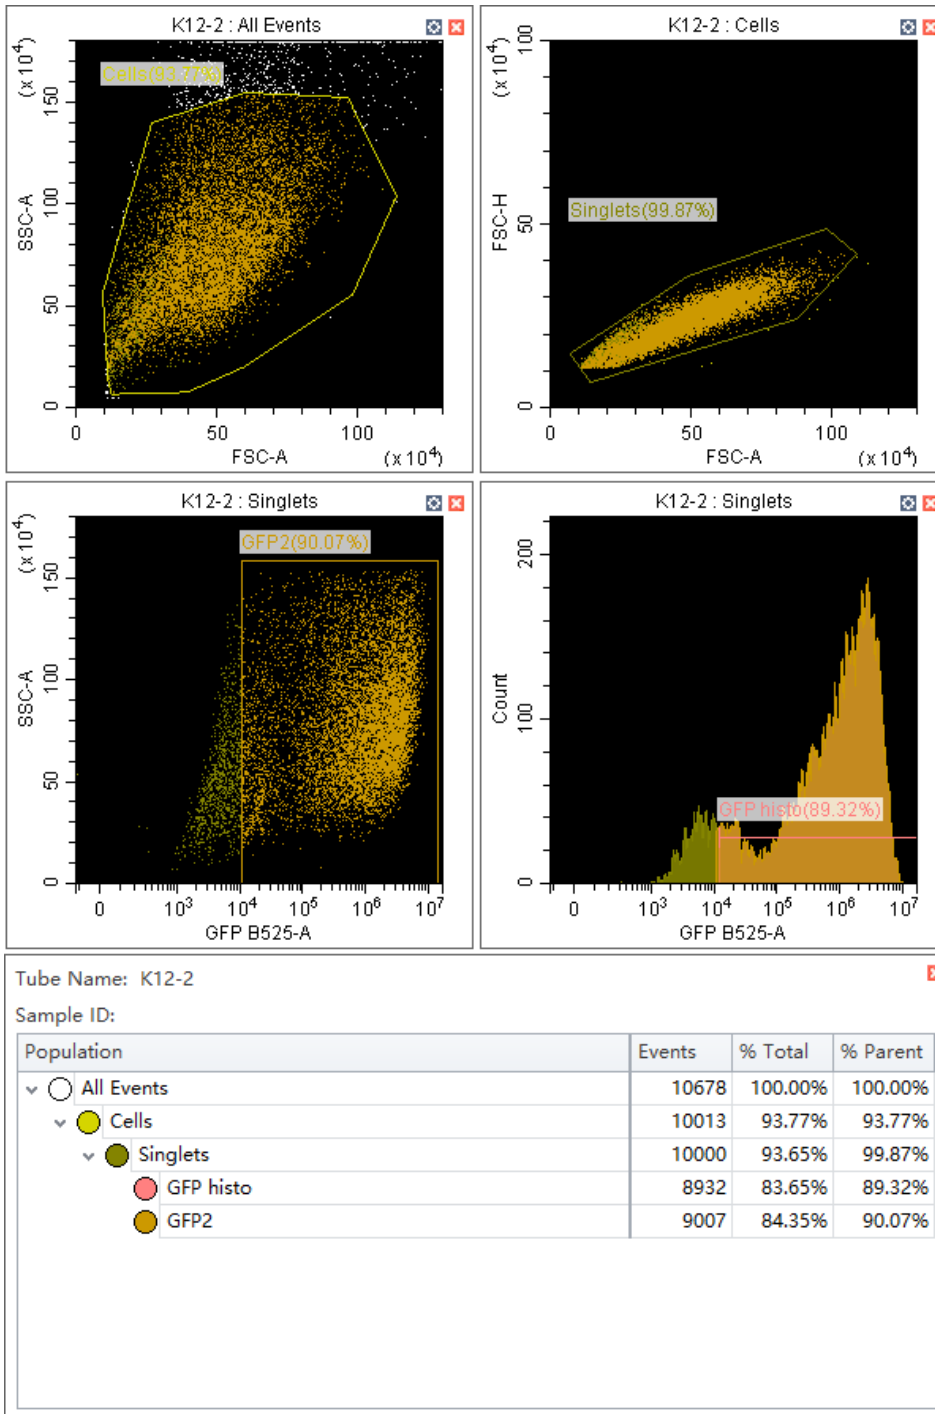 K12-2 : All Events
(x 10⁴)
Cells(93.77%)
150
100
50
0
SSC-A
0 50 100
FSC-A (x 10⁴)
K12-2 : Cells
(x 10⁴)
100
Singlets(99.87%)
50
0
FSC-H
0 50 100
FSC-A (x 10⁴)
K12-2 : Singlets
(x 10⁴)
GFP2(90.07%)
150
100
50
0
SSC-A
0 10³ 10⁴ 10⁵ 10⁶ 10⁷
GFP B525-A
K12-2 : Singlets
200
100
0
Count
GFP histo(89.32%)
0 10³ 10⁴ 10⁵ 10⁶ 10⁷
GFP B525-A
Tube Name: K12-2
Sample ID:
Population Events % Total % Parent
All Events 10678 100.00% 100.00%
Cells 10013 93.77% 93.77%
Singlets 10000 93.65% 99.87%
GFP histo 8932 83.65% 89.32%
GFP2 9007 84.35% 90.07%